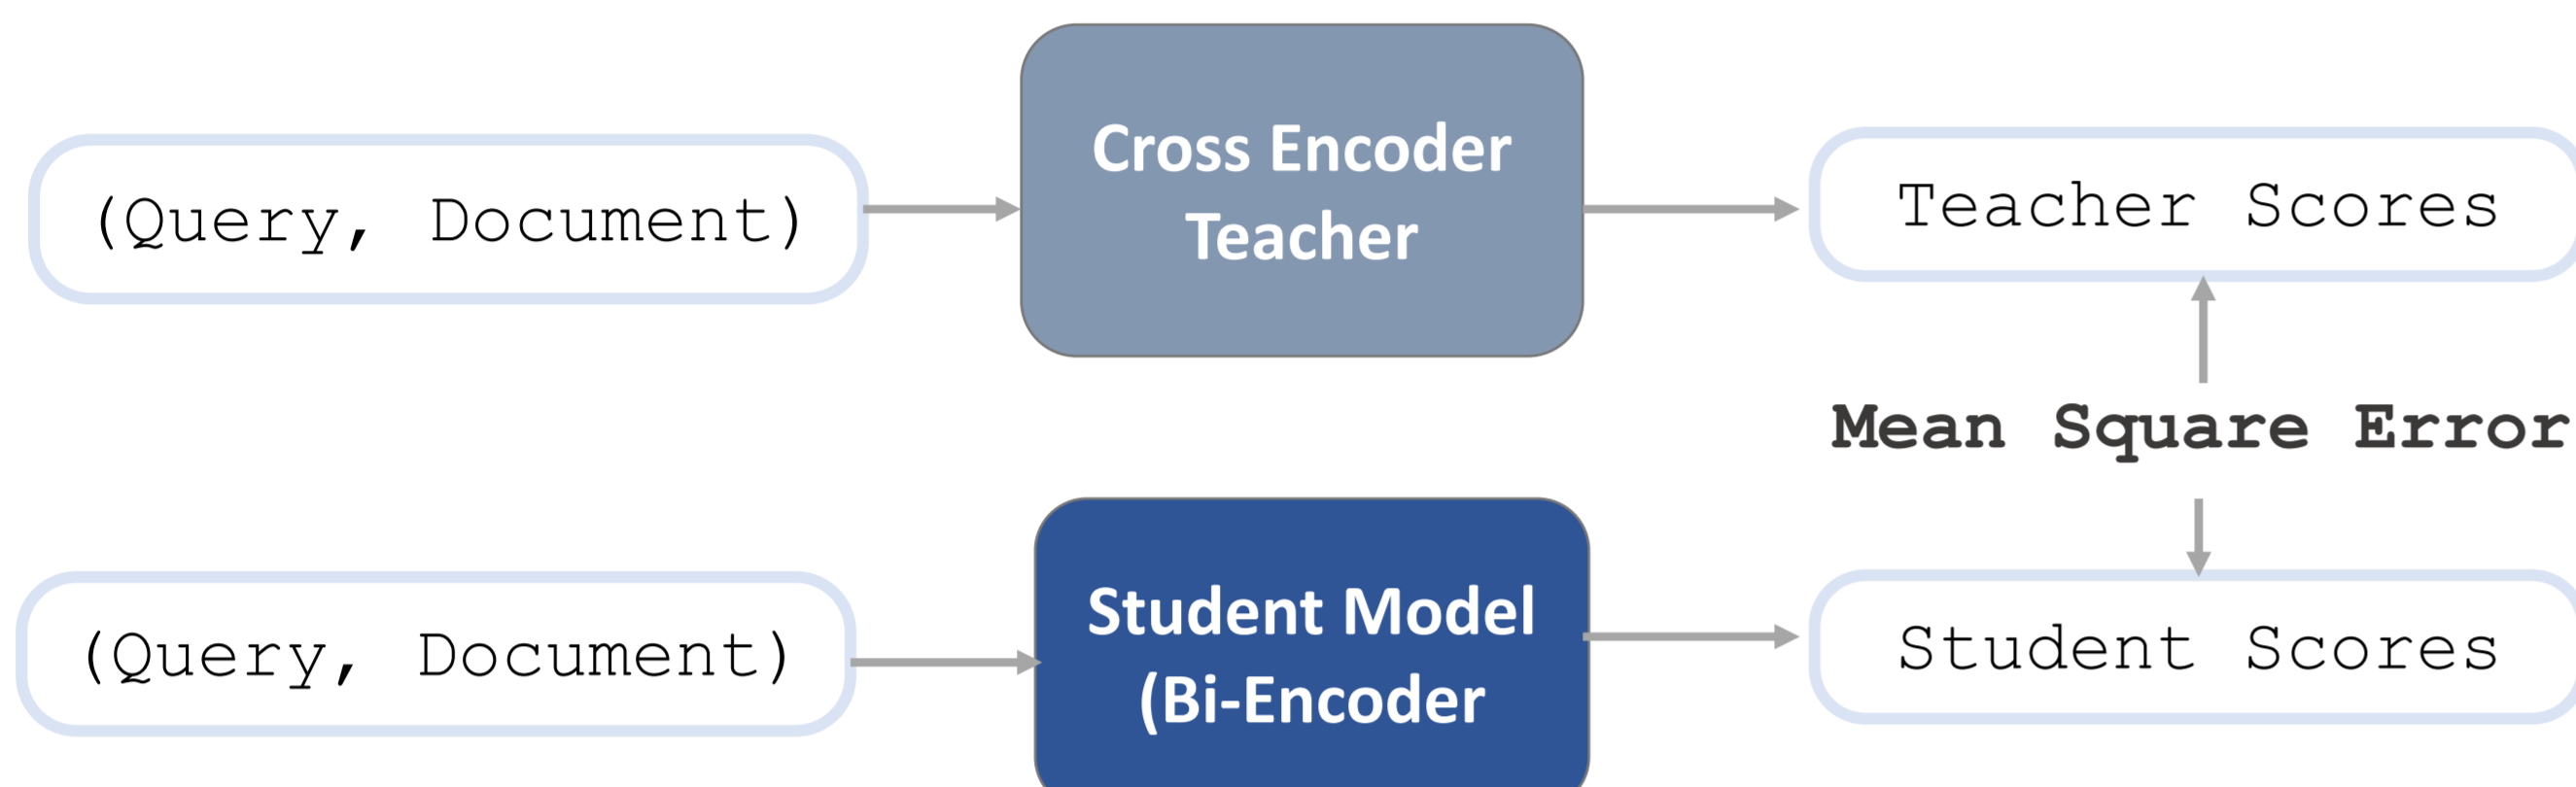 (Query, Document)
Cross Encoder
Teacher
Teacher Scores
Mean Square Error
(Query, Document)
Student Model
(Bi-Encoder
Student Scores